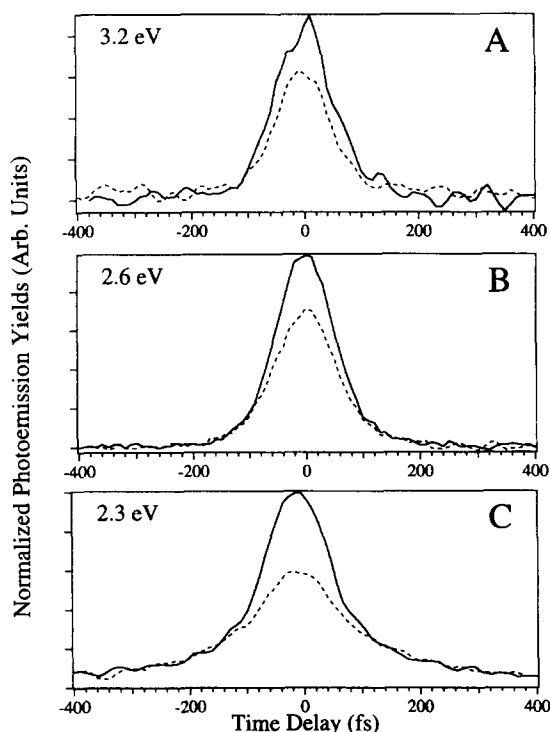 3.2 eV
A
-400 -200 0 200 400
2.6 eV
B
-400 -200 0 200 400
2.3 eV
C
-400 -200 0 200 400
Time Delay (fs)
Normalized Photoemission Yields (Arb. Units)